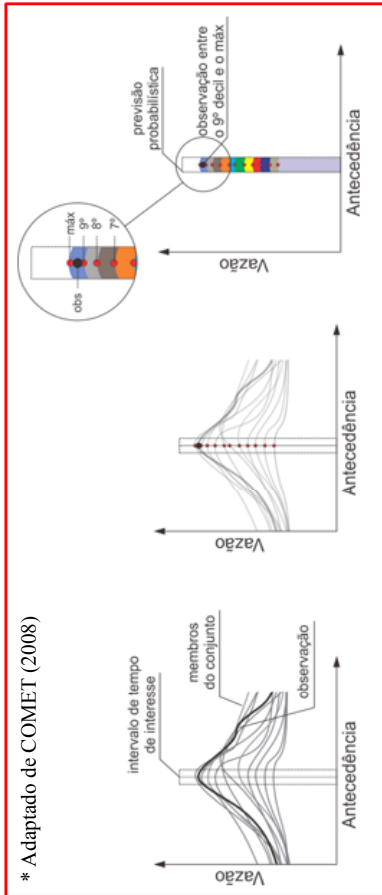 * Adaptado de COMET (2008)
intervalo de tempo
de interesse
membros
do conjunto
observação
Vazão
Antecedência
Vazão
Antecedência
máx
obs
9º
8º
7º
previsão
probabilística
observação entre
o 9º decil e o máx
Vazão
Antecedência